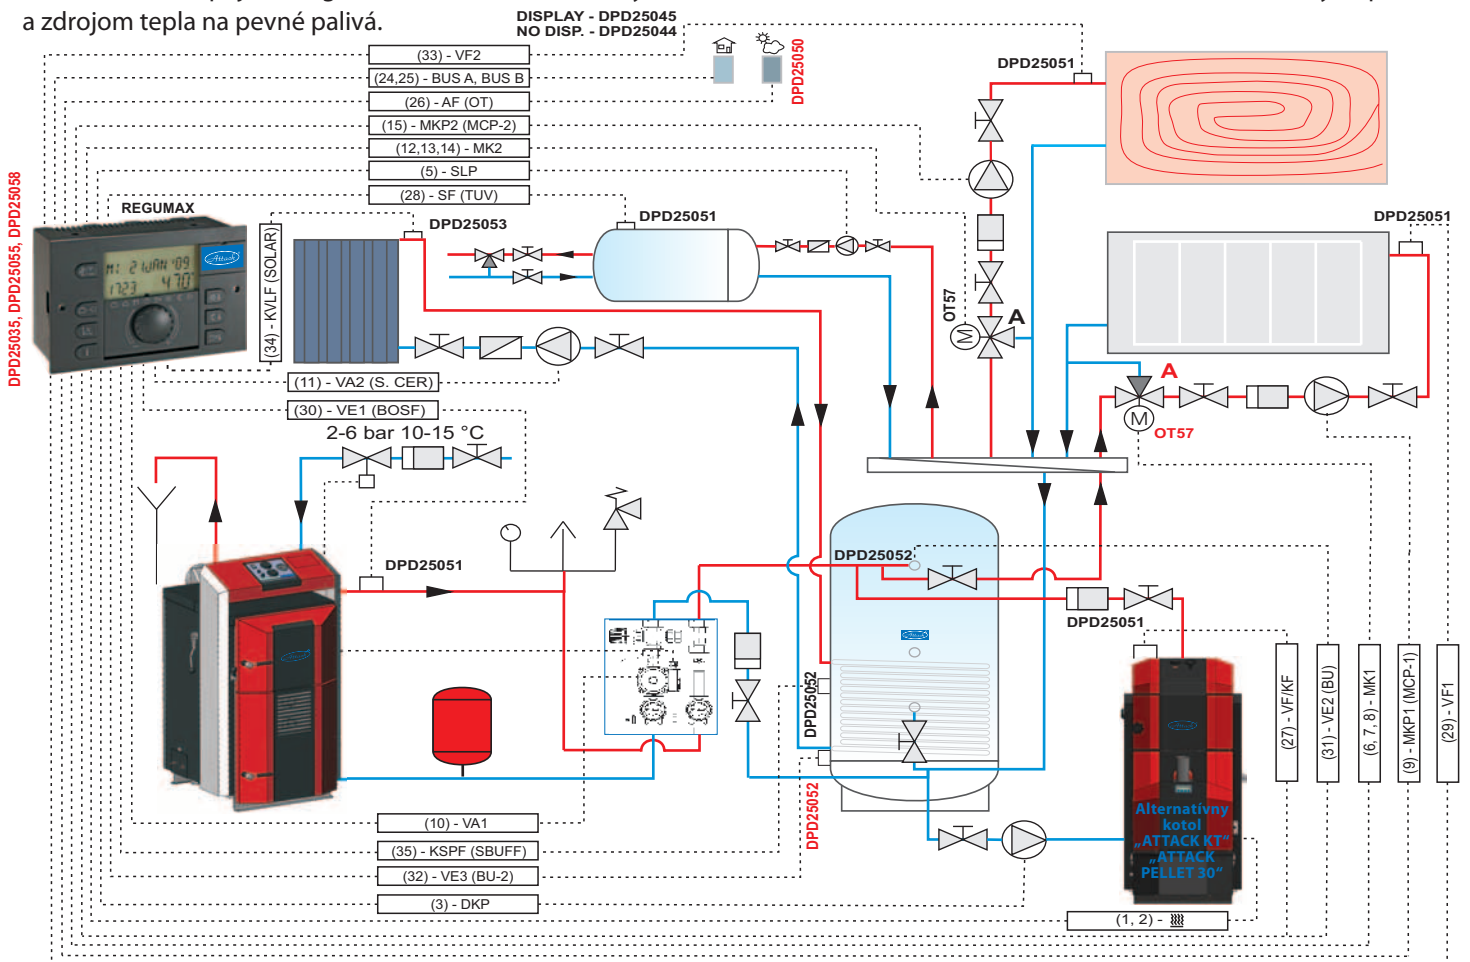 a zdrojom tepla na pevné palivá.
DISPLAY - DPD25045
NO DISP. - DPD25044
(33) - VF2
(24,25) - BUS A, BUS B
(26) - AF (OT)
(15) - MKP2 (MCP-2)
(12,13,14) - MK2
(5) - SLP
(28) - SF (TUV)
DPD25050
DPD25051
DPD25035, DPD25055, DPD25058
REGUMAX
Attack
(34) - KVLF (SOLAR)
DPD25053
DPD25051
DPD25051
OT57
M
A
A
M
OT57
(11) - VA2 (S. CER)
(30) - VE1 (BOSF)
2-6 bar 10-15 °C
DPD25051
DPD25052
DPD25051
DPD25052
DPD25052
(27) - VF/KF
(31) - VE2 (BU)
(6, 7, 8) - MK1
(9) - MKP1 (MCP-1)
(29) - VF1
(10) - VA1
(35) - KSPF (SBUFF)
(32) - VE3 (BU-2)
(3) - DKP
Alternatívny
kotol
„ATTACK KT“
„ATTACK
PELLET 30“
(1, 2) -